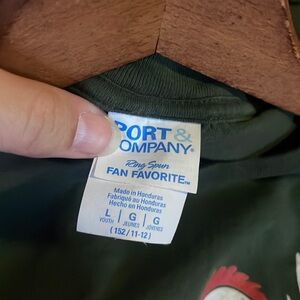 PORT &
COMPANY®
Ring Spun
FAN FAVORITE™
Made in Honduras
Fabriqué au Honduras
Hecho en Honduras
L | G | G
YOUTH JEUNES JÓVENES
(152/11-12)